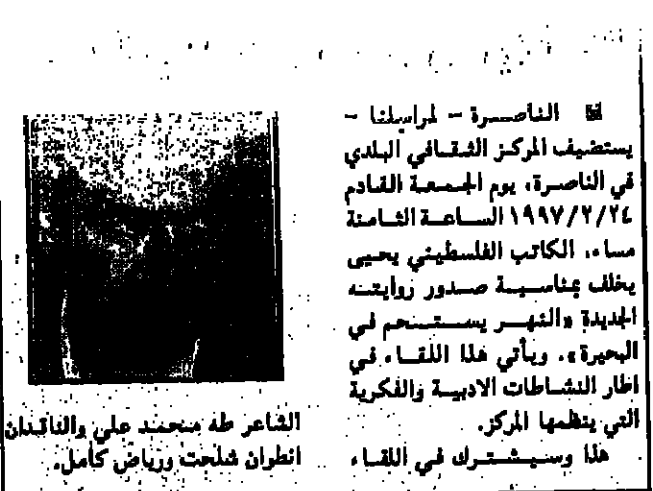 الناصرة - لمراسلنا -
يستضيف المركز الثقافي البلدي
في الناصرة، يوم الجمعة القادم
١٩٩٧/٢/٢٤ الساعة الثامنة
مساء، الكاتب الفلسطيني يحيى
يخلف بمناسبة صدور روايته
الجديدة «النهر يستحم في
البحيرة». ويأتي هذا اللقاء في
اطار النشاطات الادبية والفكرية
التي ينظمها المركز.
هذا وسيشترك في اللقاء
الشاعر طه محمد علي والناقدان
انطوان شلحت ورياض كامل.